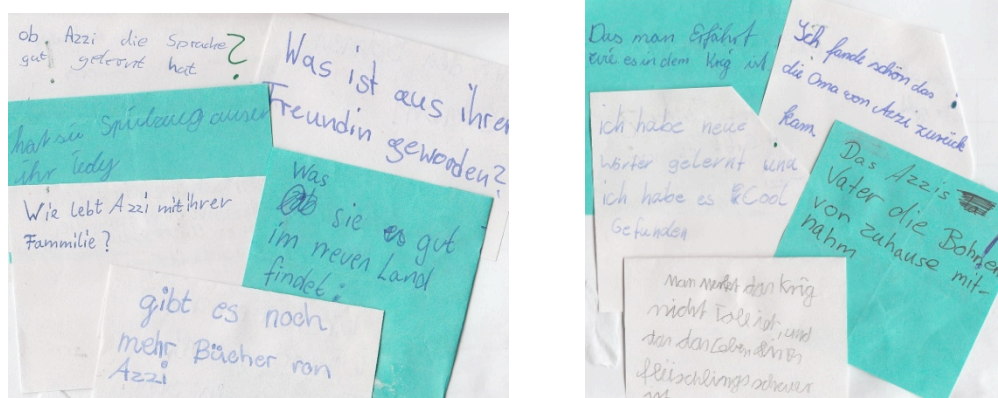 ob Azzi die Sprache
gut gelernt hat ?
Was ist aus ihrer
Freundin geworden?
hat sie spielzeug auser
ihr Tedy
Wie lebt Azzi mit ihrer
Fammilie?
Was
sie gut
im neuen Land
findet.
gibt es noch
mehr Bücher von
Azzi
Das man Erfährt
wie es in dem Krig ist
Ich fande schön das
die Oma von Azzi zurück
kam
ich habe neue
wörter gelernt und
ich habe es Cool
Gefunden
Das Azzis
Vater die Bohnen
von zuhause mit-
nahm
Man merkt das Krig
nicht Toll ist und
das das Leben eines